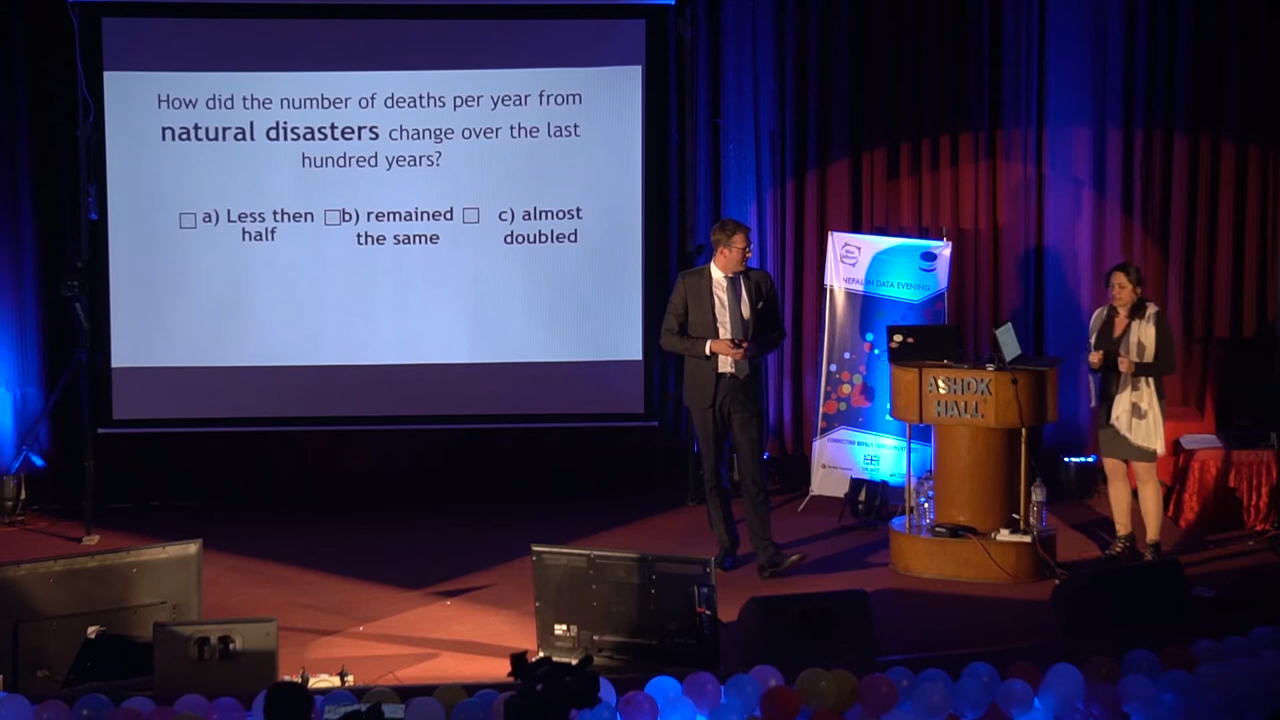 How did the number of deaths per year from
natural disasters change over the last
hundred years?
a) Less then
half
b) remained
the same
c) almost
doubled
NEPAL IN DATA EVENING
ASHOK
HALL